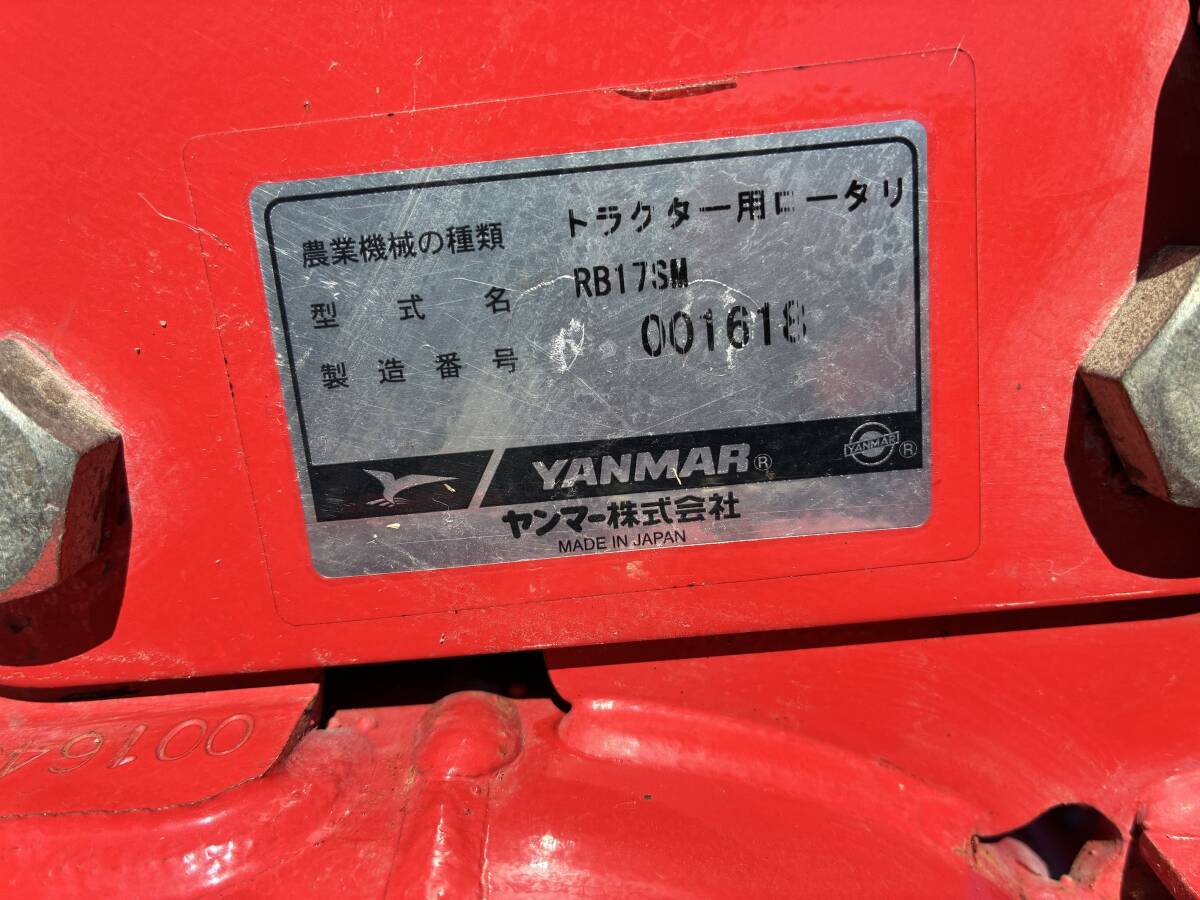 農業機械の種類 トラクター用ロータリ
型式名 RB17SM
製造番号 001618
YANMAR® YANMAR ®
ヤンマー株式会社
MADE IN JAPAN
00164